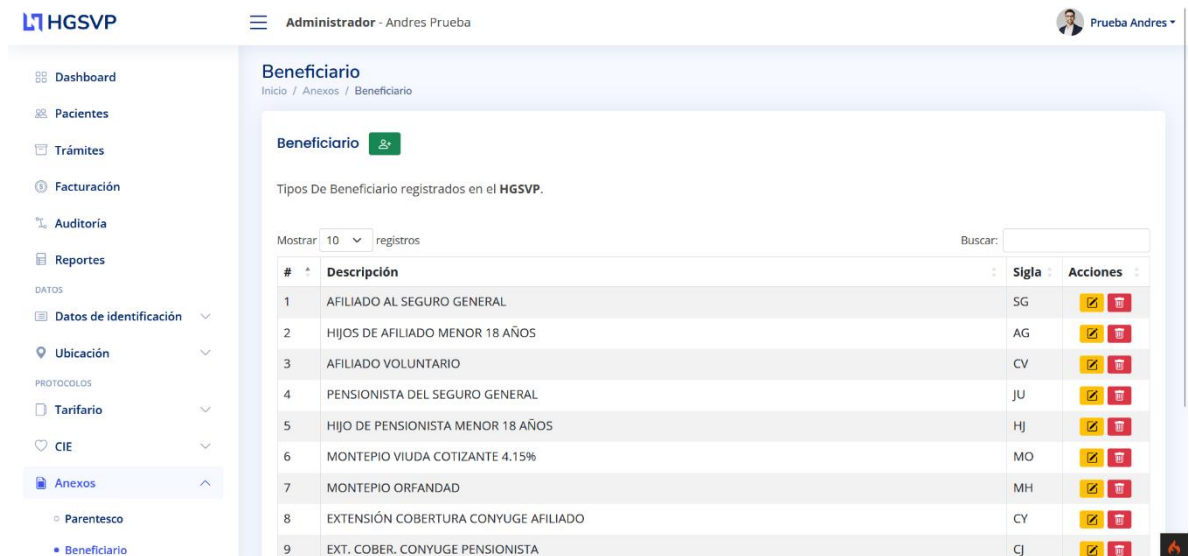 HGSVP
Administrador - Andres Prueba
Prueba Andres
Dashboard
Pacientes
Trámites
Facturación
Auditoría
Reportes
DATOS
Datos de identificación
Ubicación
PROTOCOLOS
Tarifario
CIE
Anexos
Parentesco
Beneficiario
Beneficiario
Inicio / Anexos / Beneficiario
Beneficiario
Tipos De Beneficiario registrados en el HGSVP.
Mostrar 10 registros
Buscar:
# Descripción Sigla Acciones
1 AFILIADO AL SEGURO GENERAL SG
2 HIJOS DE AFILIADO MENOR 18 AÑOS AG
3 AFILIADO VOLUNTARIO CV
4 PENSIONISTA DEL SEGURO GENERAL JU
5 HIJO DE PENSIONISTA MENOR 18 AÑOS HJ
6 MONTEPIO VIUDA COTIZANTE 4.15% MO
7 MONTEPIO ORFANDAD MH
8 EXTENSIÓN COBERTURA CONYUGE AFILIADO CY
9 EXT. COBER. CONYUGE PENSIONISTA CJ